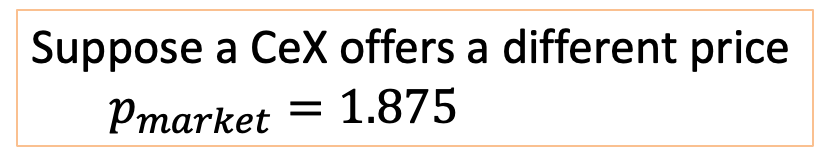 Suppose a CeX offers a different price
p_market = 1.875